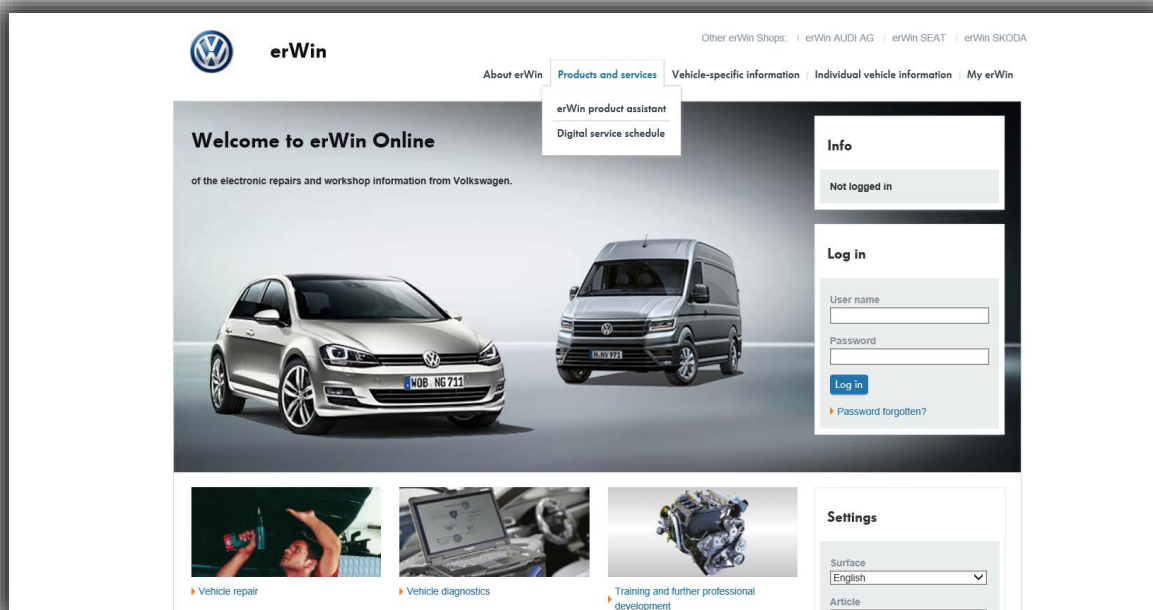 Other erWin Shops: | erWin AUDI AG | erWin SEAT | erWin SKODA
erWin
About erWin | Products and services | Vehicle-specific information | Individual vehicle information | My erWin
erWin product assistant
Digital service schedule
Welcome to erWin Online
of the electronic repairs and workshop information from Volkswagen.
Info
Not logged in
Log in
User name
Password
Log in
Password forgotten?
WOB NG 711
H-NV 971
Vehicle repair
Vehicle diagnostics
Training and further professional
development
Settings
Surface
English
Article